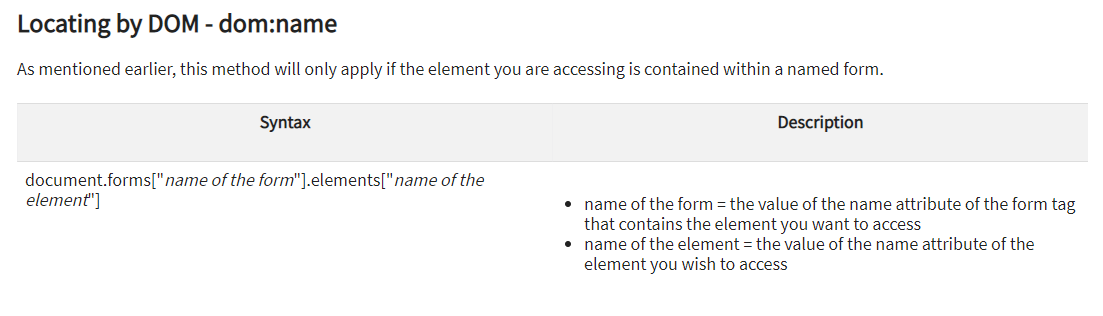 Locating by DOM - dom:name
As mentioned earlier, this method will only apply if the element you are accessing is contained within a named form.
Syntax
Description
document.forms["name of the form"].elements["name of the
element"]
name of the form = the value of the name attribute of the form tag
that contains the element you want to access
name of the element = the value of the name attribute of the
element you wish to access